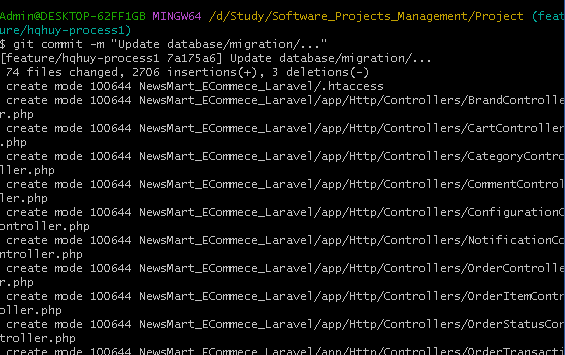 Admin@DESKTOP-62FF1GB MINGW64 /d/Study/Software_Projects_Management/Project (feat
ure/hqhuy-process1)
$ git commit -m "Update database/migration/..."
[feature/hqhuy-process1 7a175a6] Update database/migration/...
 74 files changed, 2706 insertions(+), 3 deletions(-)
 create mode 100644 NewsMart_ECommece_Laravel/.htaccess
 create mode 100644 NewsMart_ECommece_Laravel/app/Http/Controllers/BrandControlle
r.php
 create mode 100644 NewsMart_ECommece_Laravel/app/Http/Controllers/CartController
.php
 create mode 100644 NewsMart_ECommece_Laravel/app/Http/Controllers/CategoryContro
ller.php
 create mode 100644 NewsMart_ECommece_Laravel/app/Http/Controllers/CommentControl
ler.php
 create mode 100644 NewsMart_ECommece_Laravel/app/Http/Controllers/ConfigurationC
ontroller.php
 create mode 100644 NewsMart_ECommece_Laravel/app/Http/Controllers/NotificationCo
ntroller.php
 create mode 100644 NewsMart_ECommece_Laravel/app/Http/Controllers/OrderControlle
r.php
 create mode 100644 NewsMart_ECommece_Laravel/app/Http/Controllers/OrderItemContr
oller.php
 create mode 100644 NewsMart_ECommece_Laravel/app/Http/Controllers/OrderStatusCon
troller.php
 create mode 100644 NewsMart_ECommece_Laravel/app/Http/Controllers/OrderTransacti